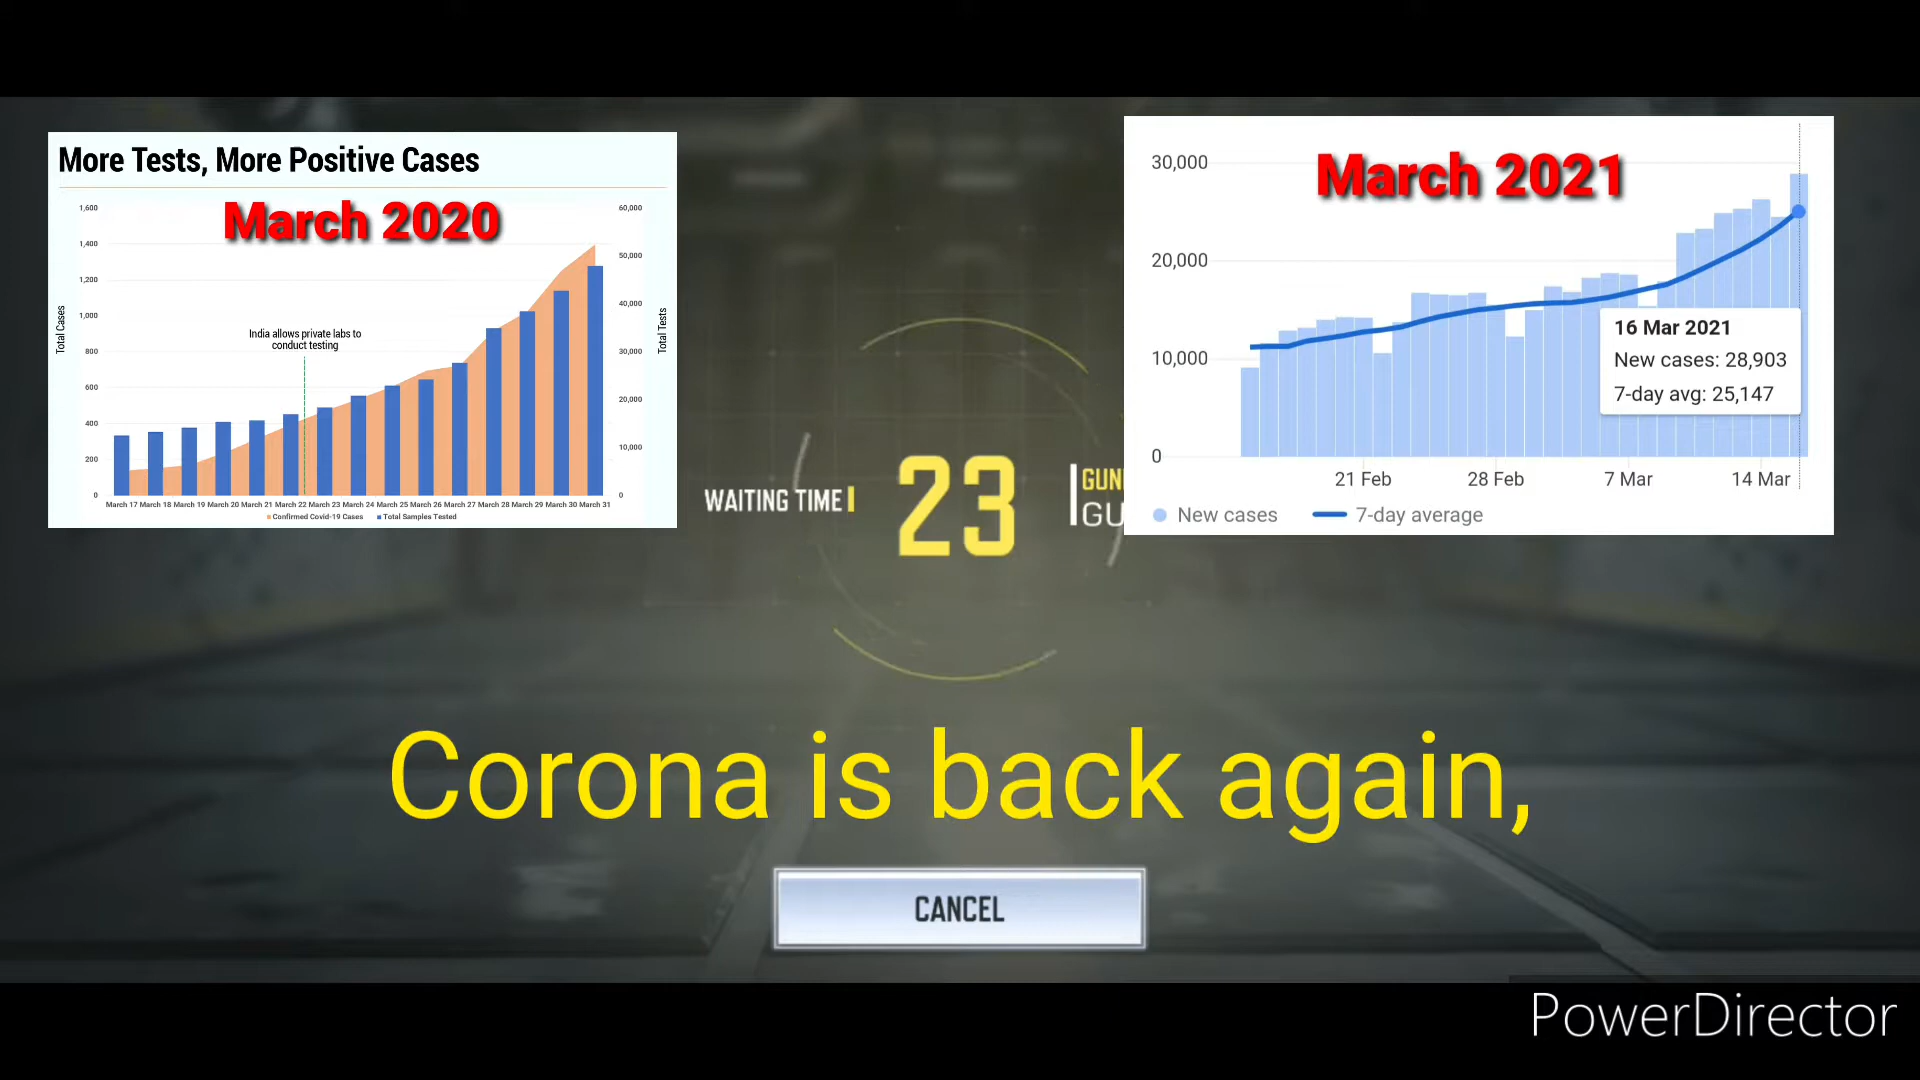 More Tests, More Positive Cases
March 2020
1,600
1,400
1,200
1,000
800
600
400
200
0
Total Cases
60,000
50,000
40,000
30,000
20,000
10,000
0
Total Tests
India allows private labs to
conduct testing
March 17 March 18 March 19 March 20 March 21 March 22 March 23 March 24 March 25 March 26 March 27 March 28 March 29 March 30 March 31
Confirmed Covid-19 Cases Total Samples Tested
WAITING TIME
23
GUN
GU
March 2021
30,000
20,000
10,000
0
16 Mar 2021
New cases: 28,903
7-day avg: 25,147
21 Feb 28 Feb 7 Mar 14 Mar
New cases 7-day average
Corona is back again,
CANCEL
PowerDirector